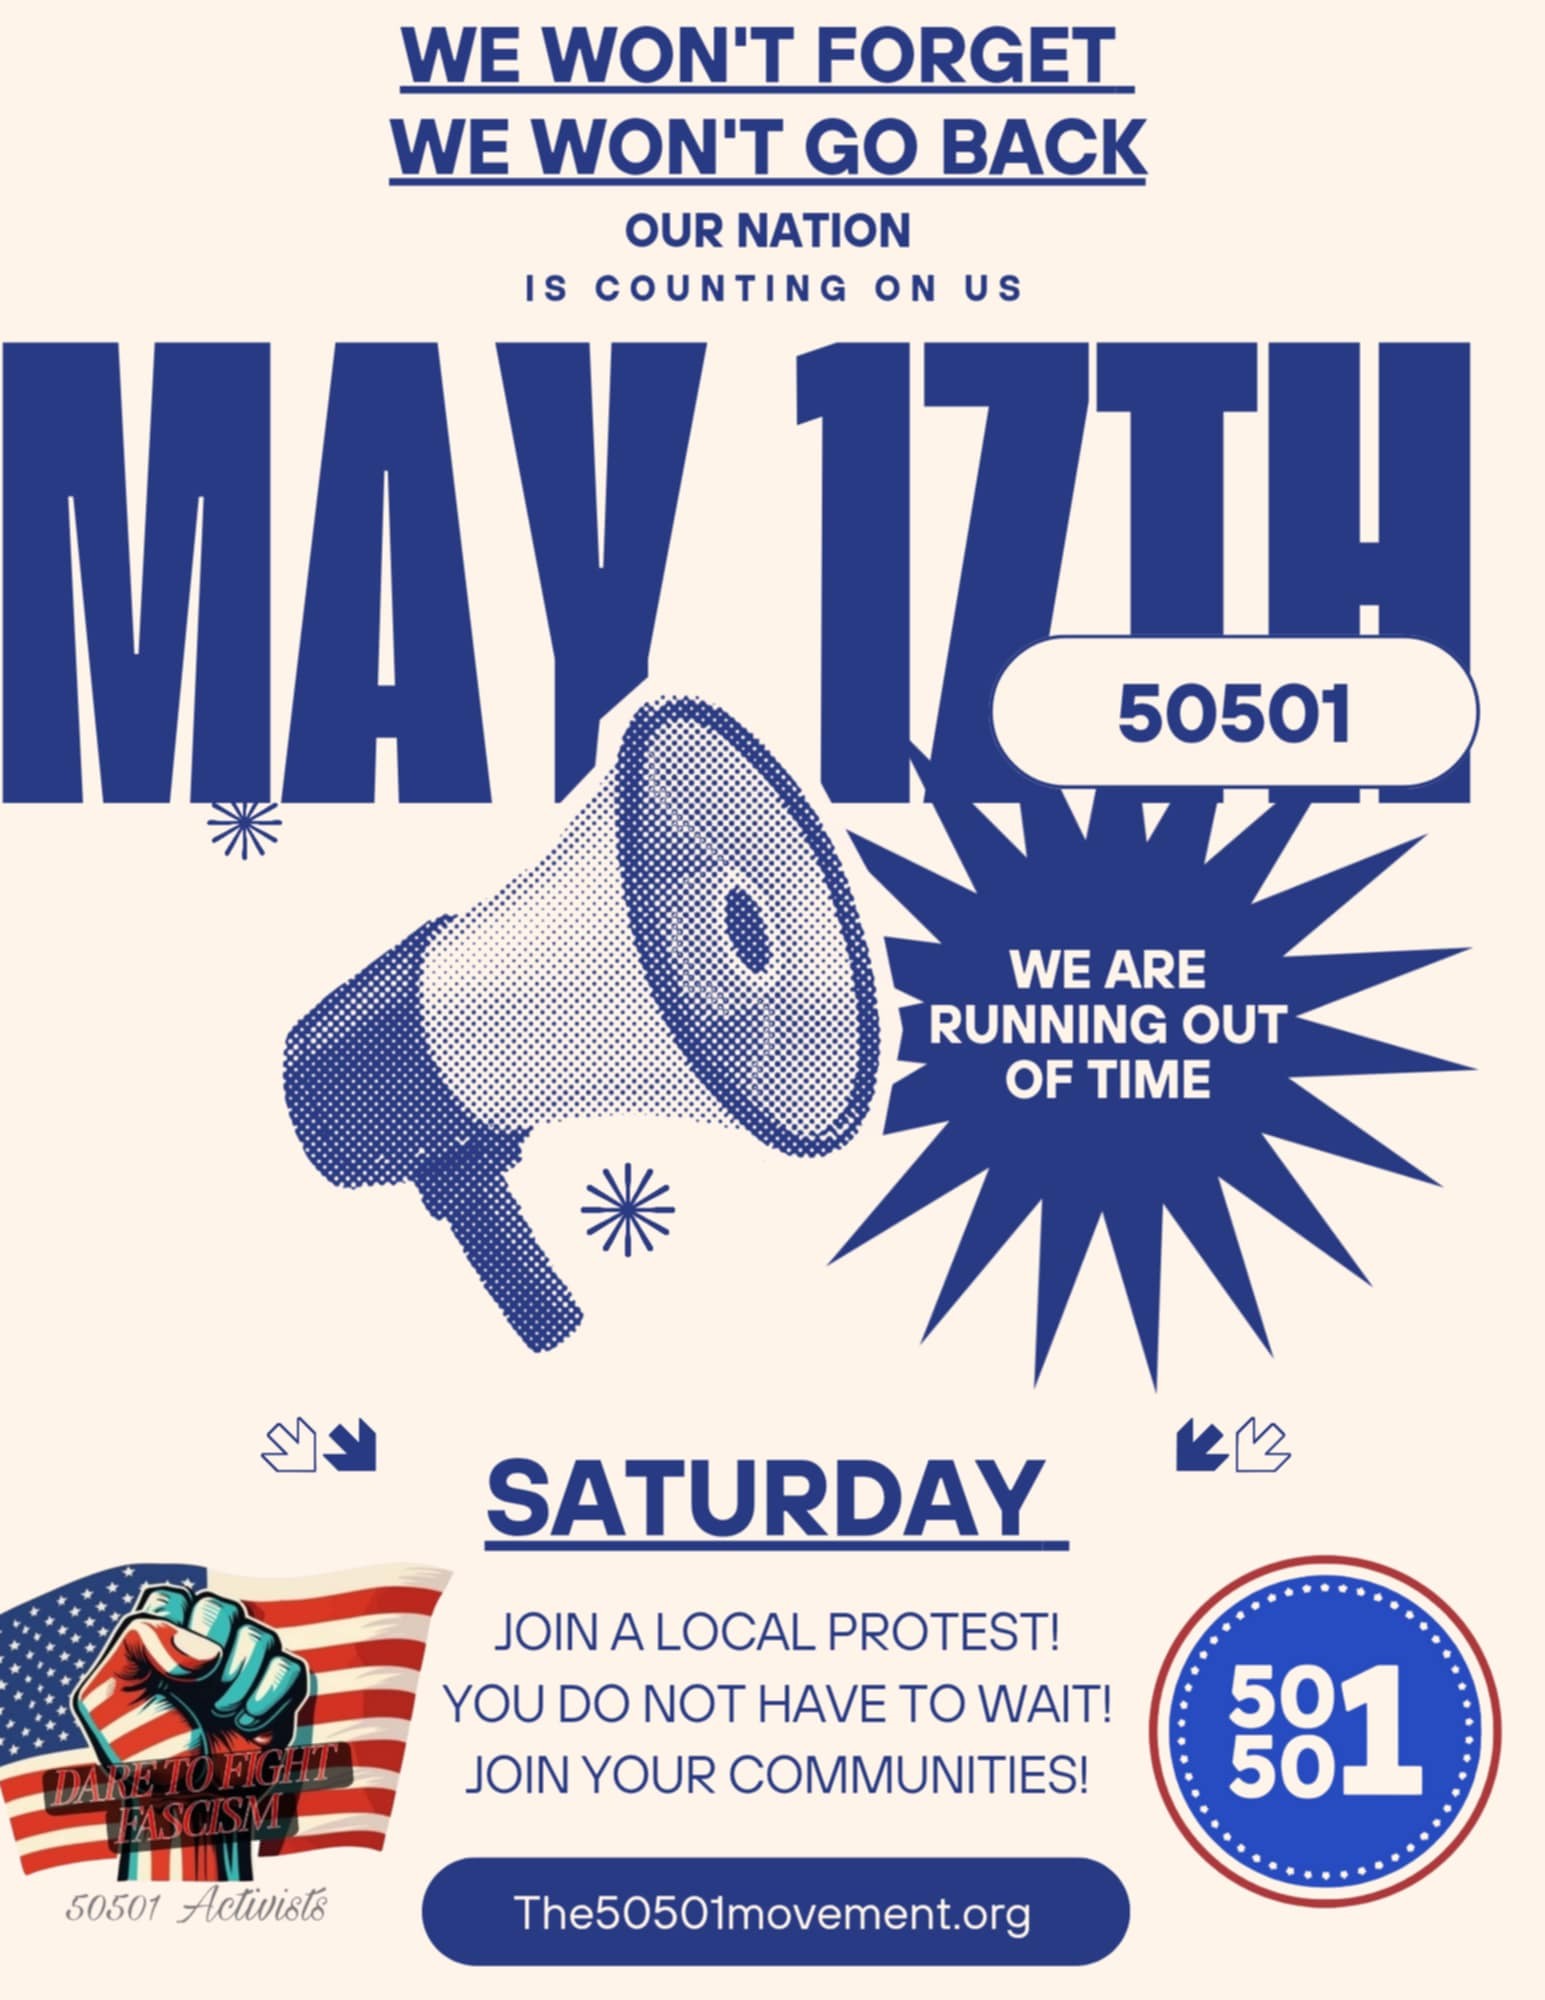 WE WON'T FORGET
WE WON'T GO BACK
OUR NATION
IS COUNTING ON US
MAY 17TH
50501
WE ARE
RUNNING OUT
OF TIME
SATURDAY
JOIN A LOCAL PROTEST!
YOU DO NOT HAVE TO WAIT!
JOIN YOUR COMMUNITIES!
DARE TO FIGHT
FASCISM
50501 Activists
50
50
1
The50501movement.org